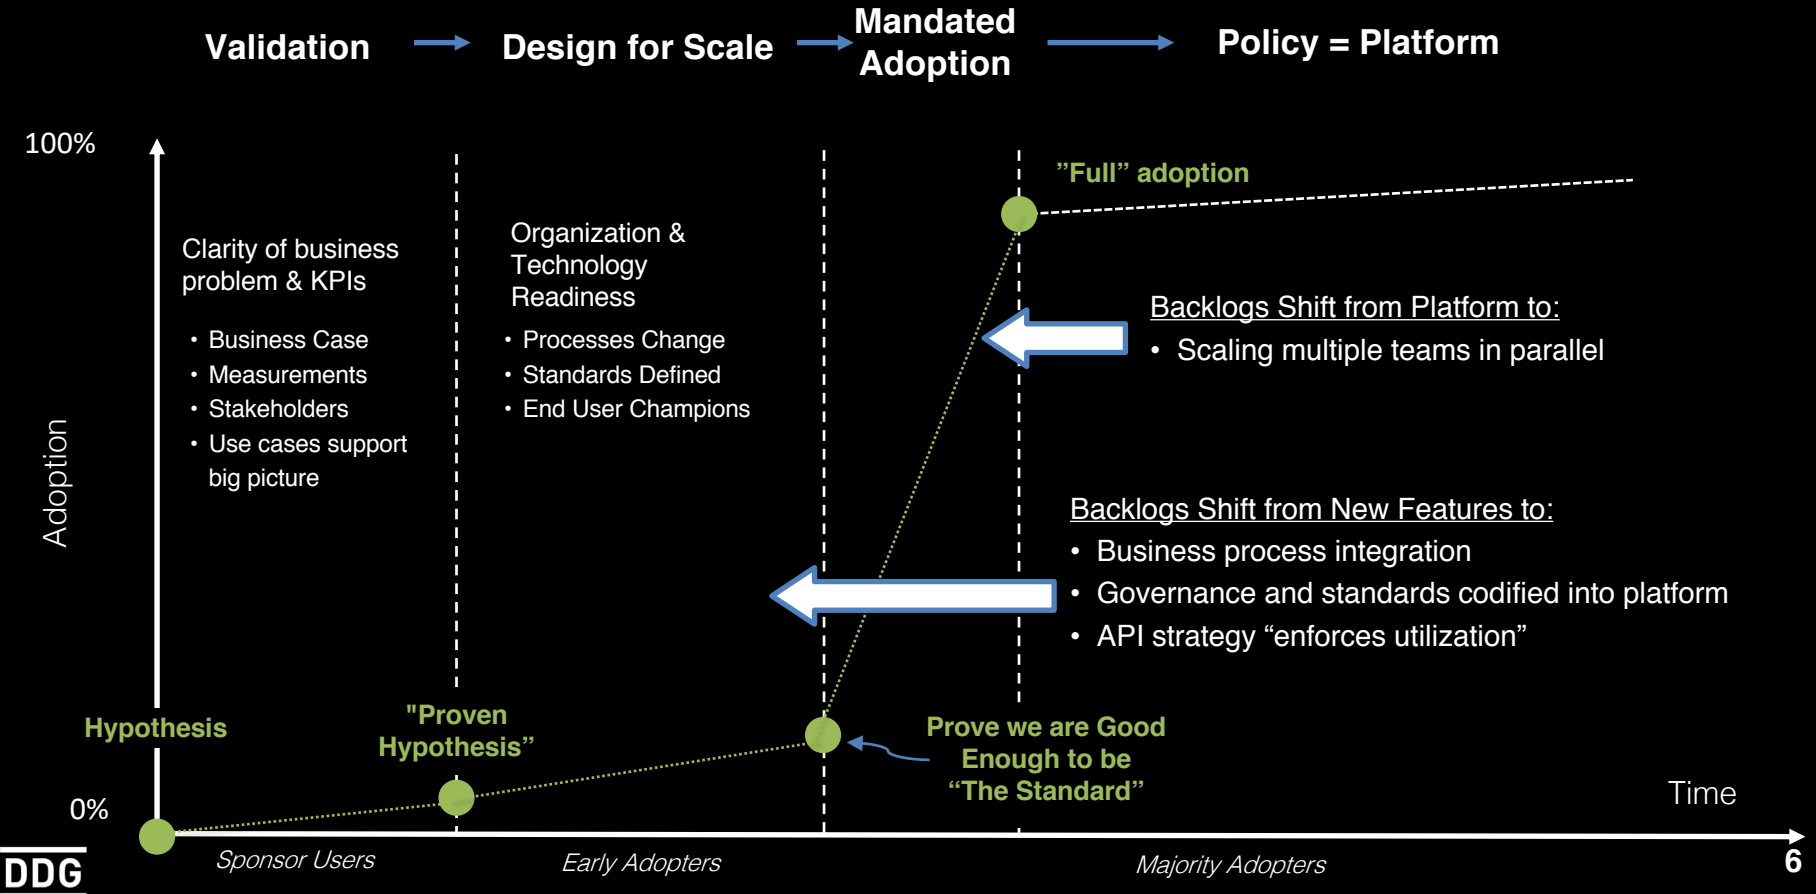 Validation
Design for Scale
Mandated
Adoption
Policy = Platform
100%
Adoption
0%
Clarity of business
problem & KPIs
• Business Case
• Measurements
• Stakeholders
• Use cases support
big picture
Organization &
Technology
Readiness
• Processes Change
• Standards Defined
• End User Champions
”Full” adoption
Backlogs Shift from Platform to:
• Scaling multiple teams in parallel
Backlogs Shift from New Features to:
• Business process integration
• Governance and standards codified into platform
• API strategy “enforces utilization”
Hypothesis
"Proven
Hypothesis”
Prove we are Good
Enough to be
“The Standard”
Time
Sponsor Users
Early Adopters
Majority Adopters
DDG
6